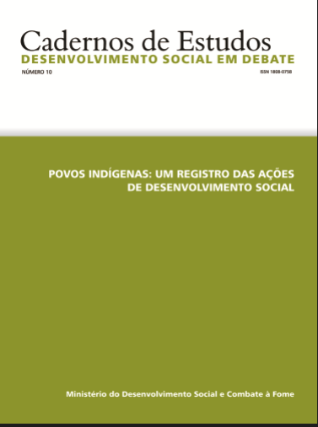 Cadernos de Estudos
DESENVOLVIMENTO SOCIAL EM DEBATE
NÚMERO 10
ISSN 1808-0758
POVOS INDÍGENAS: UM REGISTRO DAS AÇÕES
DE DESENVOLVIMENTO SOCIAL
Ministério do Desenvolvimento Social e Combate à Fome